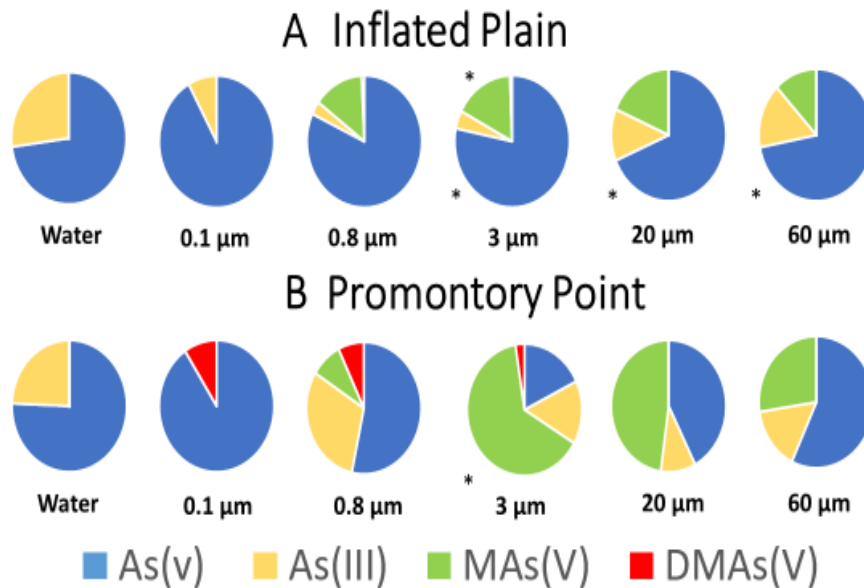 A Inflated Plain
*
* * *
Water 0.1 μm 0.8 μm 3 μm 20 μm 60 μm
B Promontory Point
*
Water 0.1 μm 0.8 μm 3 μm 20 μm 60 μm
As(v) As(III) MAs(V) DMAs(V)